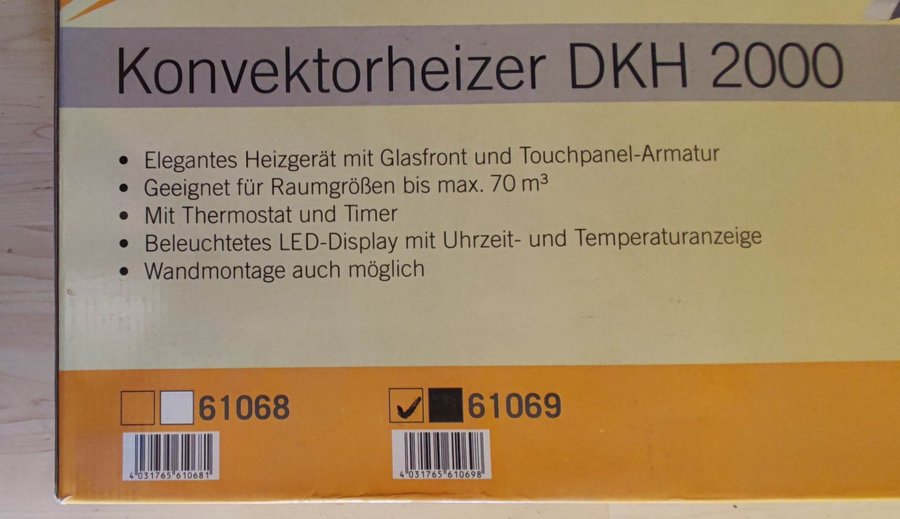 Konvektorheizer DKH 2000
• Elegantes Heizgerät mit Glasfront und Touchpanel-Armatur
• Geeignet für Raumgrößen bis max. 70 m³
• Mit Thermostat und Timer
• Beleuchtetes LED-Display mit Uhrzeit- und Temperaturanzeige
• Wandmontage auch möglich
61068 61069
4 031765 610681 4 031765 610698